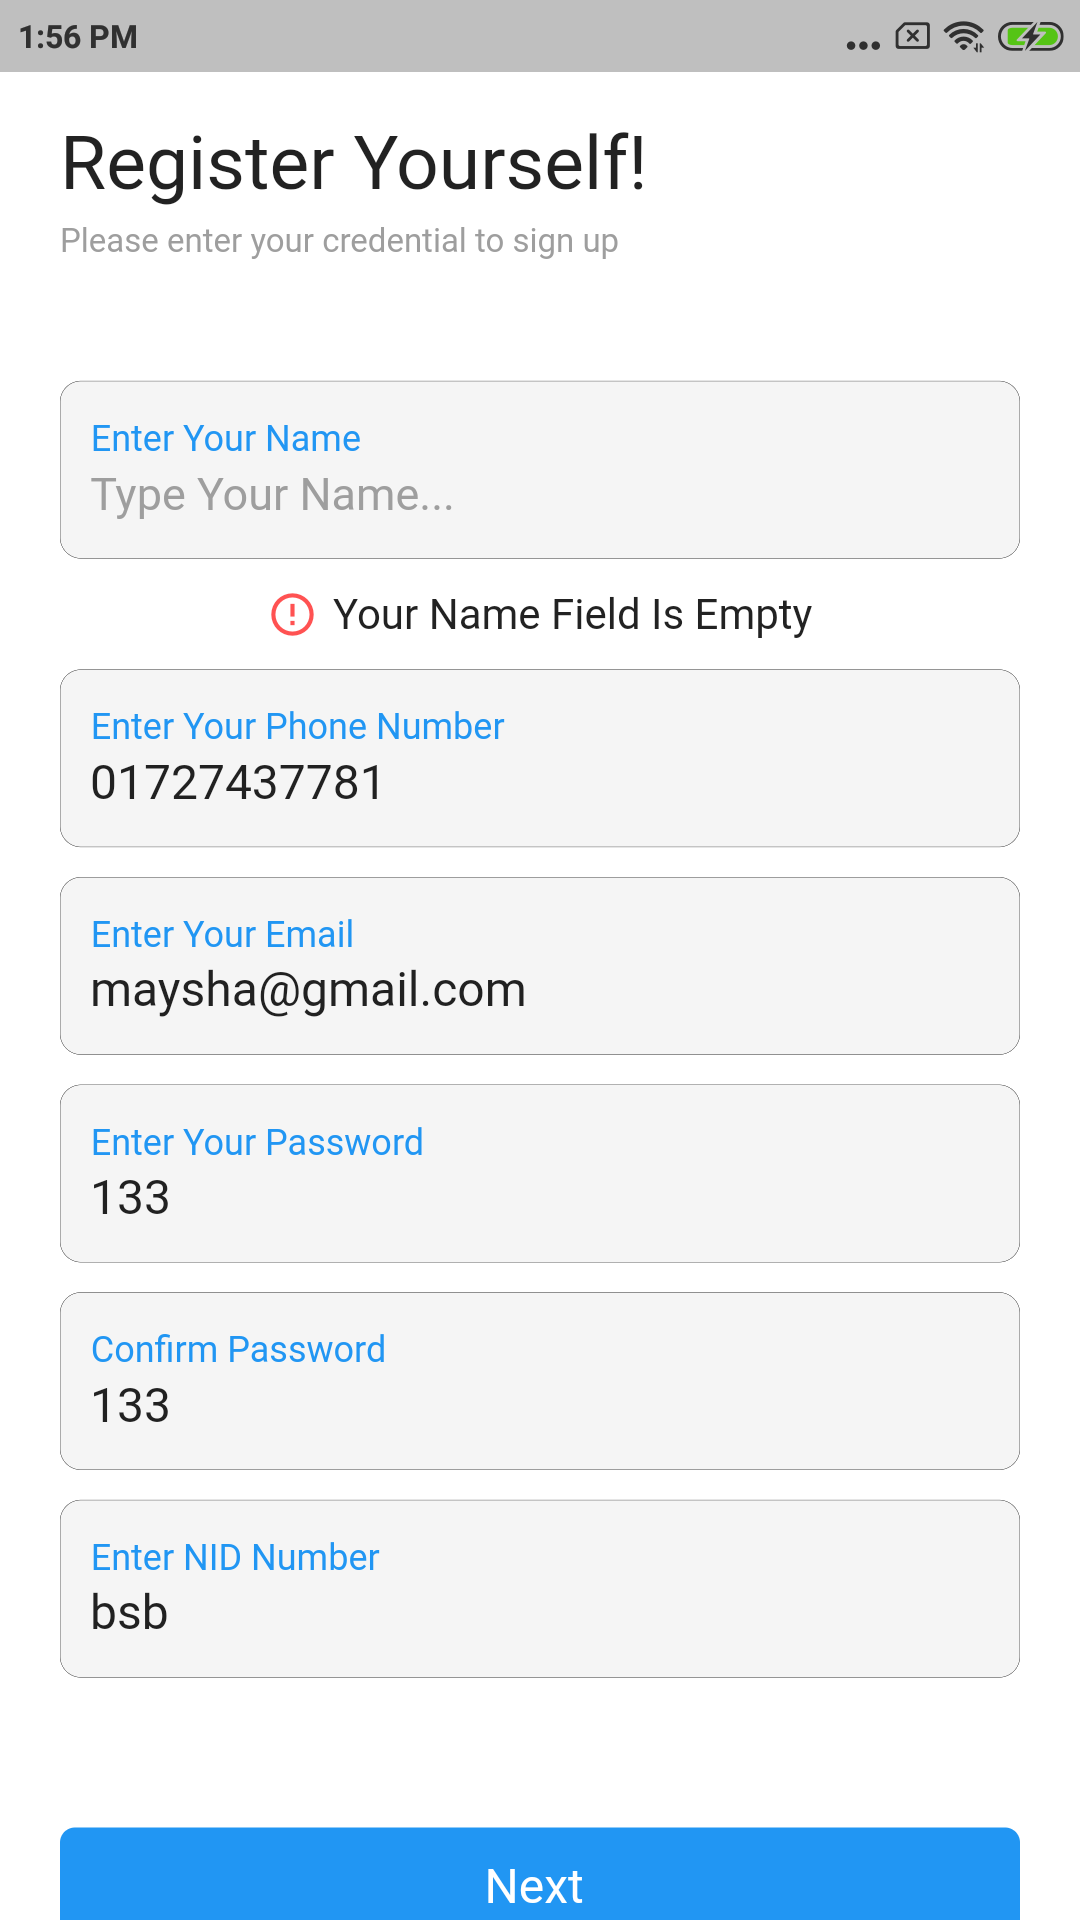 1:56 PM
Register Yourself!
Please enter your credential to sign up
Enter Your Name
Type Your Name...
Your Name Field Is Empty
Enter Your Phone Number
01727437781
Enter Your Email
maysha@gmail.com
Enter Your Password
133
Confirm Password
133
Enter NID Number
bsb
Next